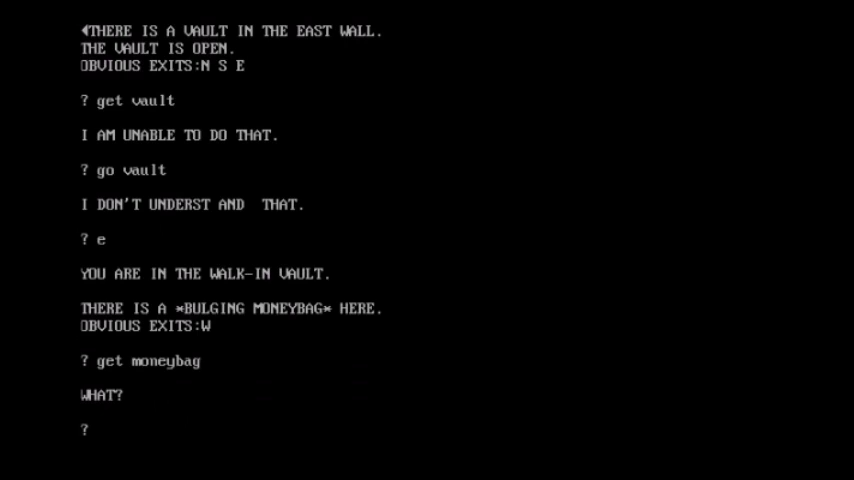 THERE IS A VAULT IN THE EAST WALL.
THE VAULT IS OPEN.
OBVIOUS EXITS:N S E
? get vault
I AM UNABLE TO DO THAT.
? go vault
I DON'T UNDERST AND  THAT.
? e
YOU ARE IN THE WALK-IN VAULT.
THERE IS A *BULGING MONEYBAG* HERE.
OBVIOUS EXITS:W
? get moneybag
WHAT?
?